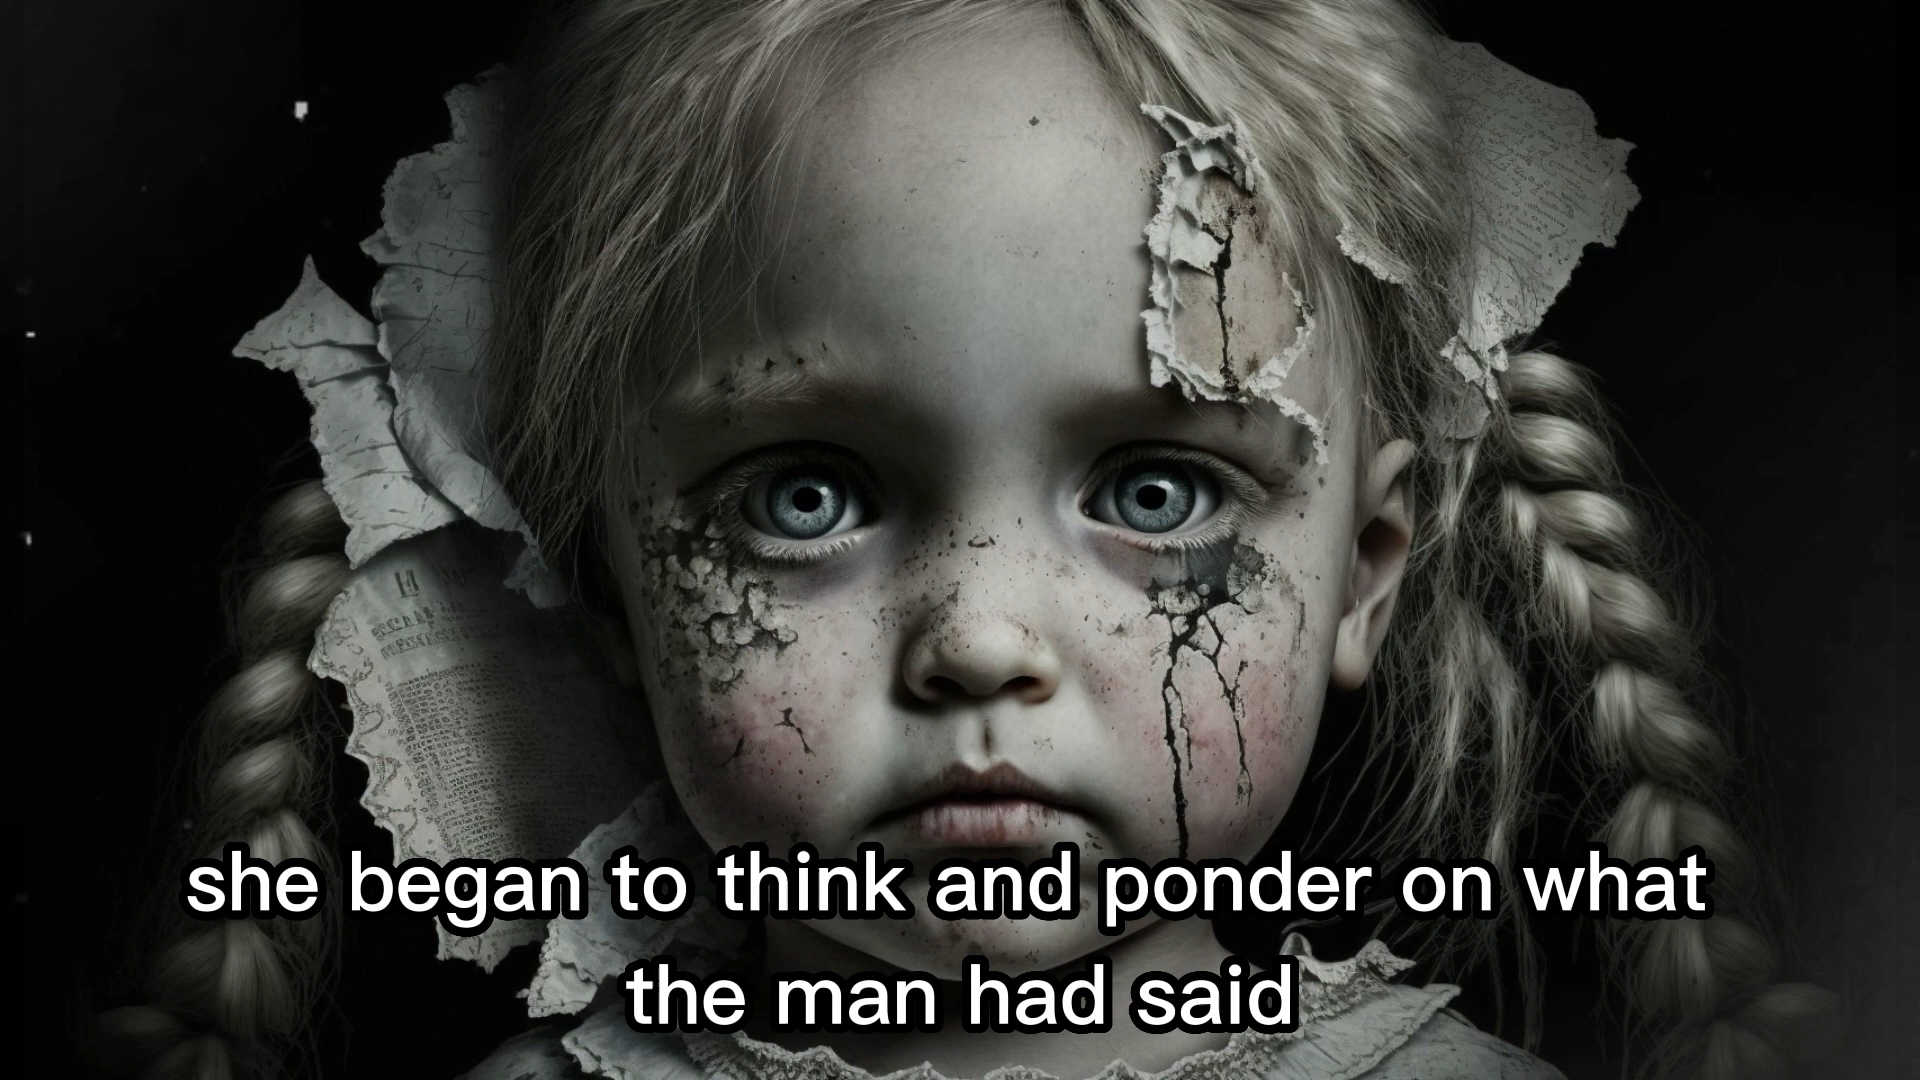 she began to think and ponder on what
the man had said